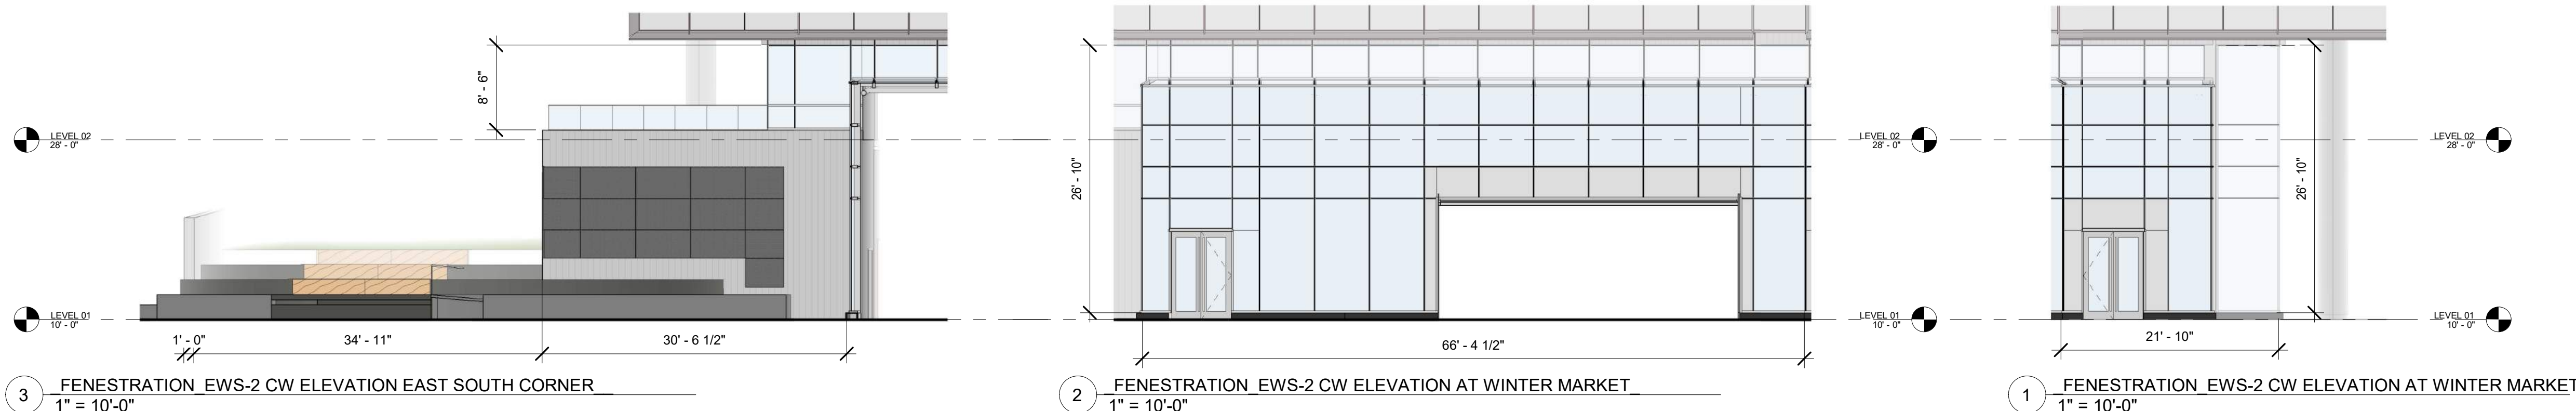 8' - 6"
LEVEL 02
28' - 0"
LEVEL 01
10' - 0"
1' - 0"
34' - 11"
30' - 6 1/2"
3
_FENESTRATION_EWS-2 CW ELEVATION EAST SOUTH CORNER__
1" = 10'-0"
26' - 10"
LEVEL 02
28' - 0"
LEVEL 01
10' - 0"
66' - 4 1/2"
2
_FENESTRATION_EWS-2 CW ELEVATION AT WINTER MARKET_
1" = 10'-0"
26' - 10"
LEVEL 02
28' - 0"
LEVEL 01
10' - 0"
21' - 10"
1
_FENESTRATION_EWS-2 CW ELEVATION AT WINTER MARKET
1" = 10'-0"